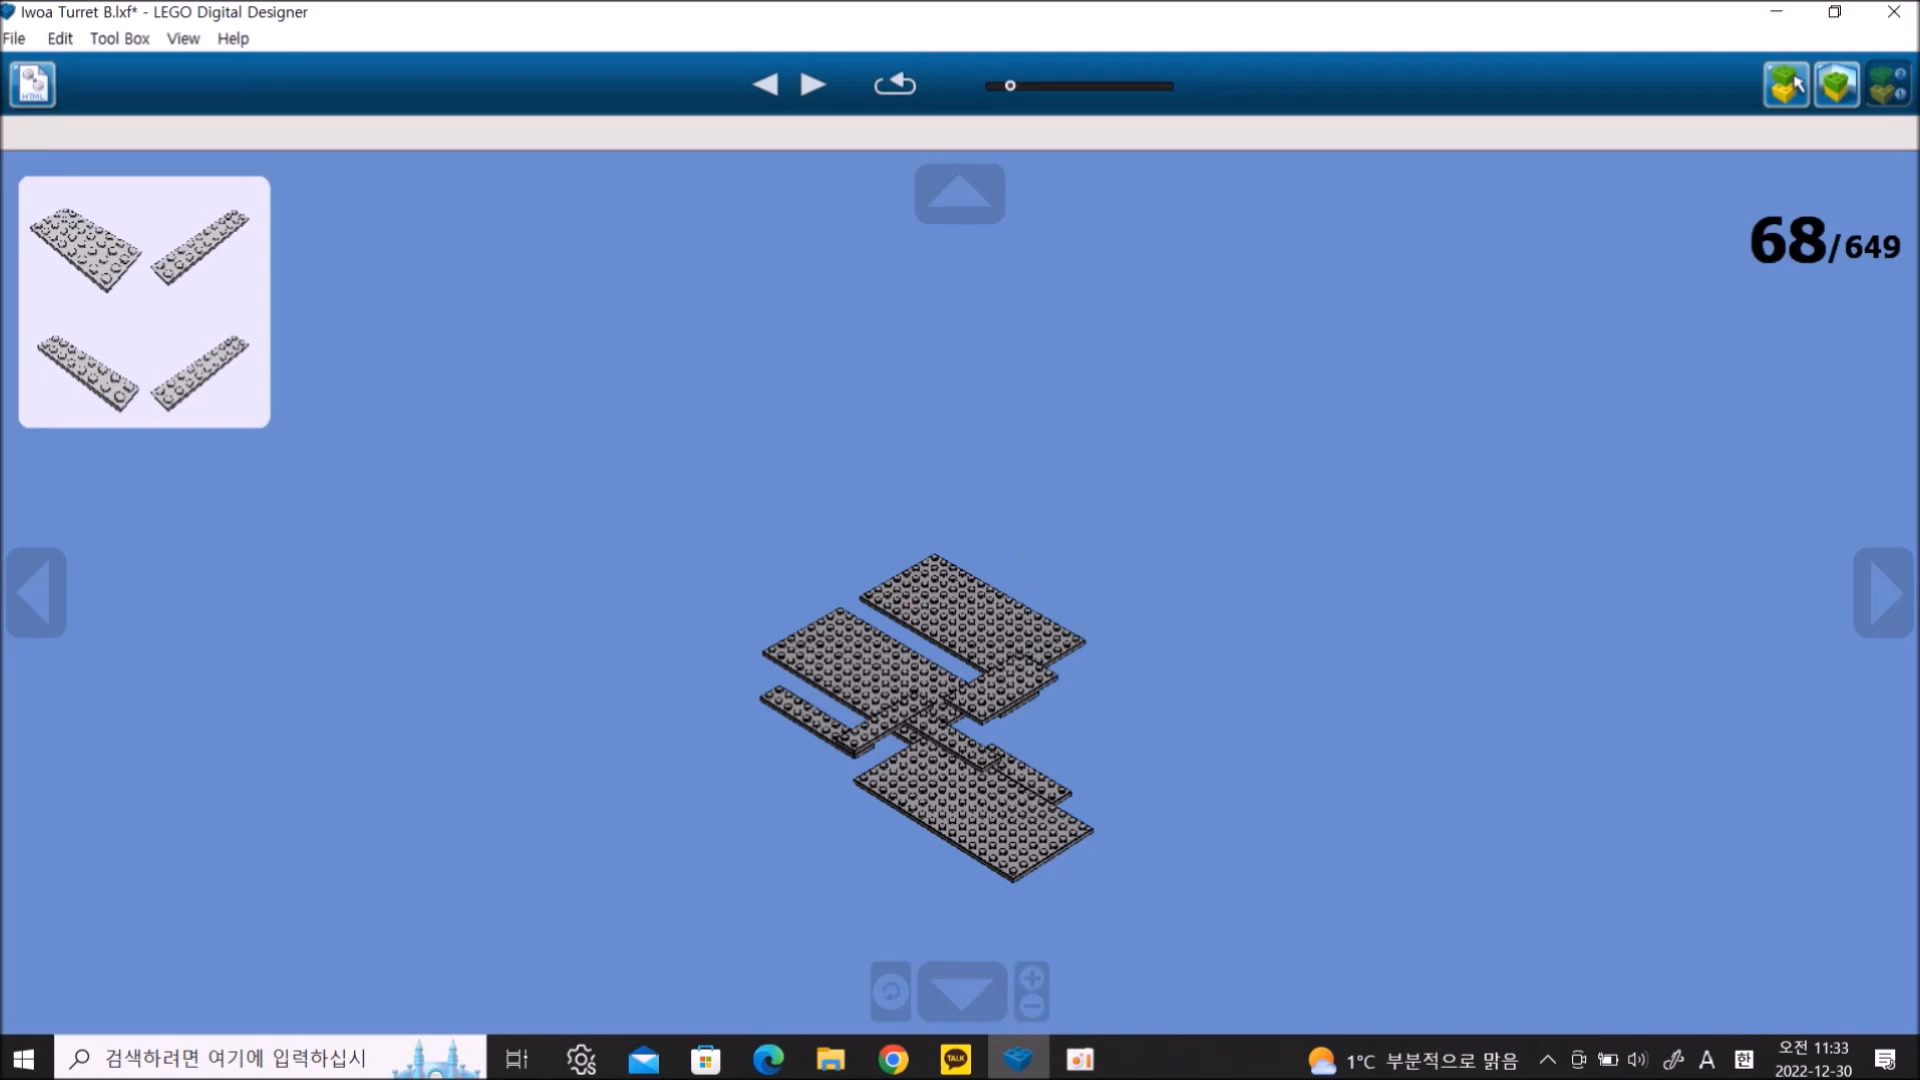 Iwoa Turret B.lxf* - LEGO Digital Designer
File Edit Tool Box View Help
HTML
68/649
검색하려면 여기에 입력하십시
TALK
1°C 부분적으로 맑음
A
한
오전 11:33
2022-12-30